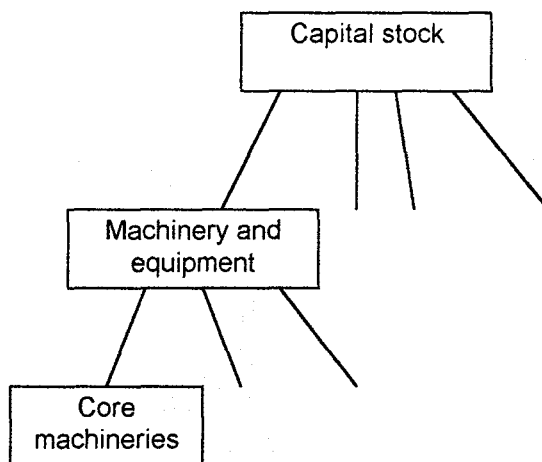 Capital stock
Machinery and
equipment
Core
machineries